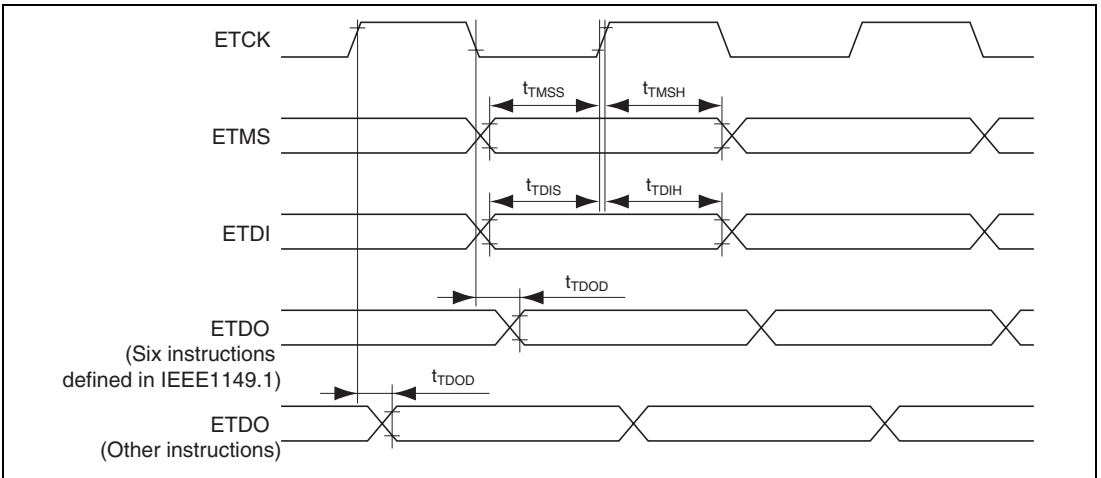 ETCK
tTMSS
tTMSH
ETMS
tTDIS
tTDIH
ETDI
tTDOD
ETDO
(Six instructions
defined in IEEE1149.1)
tTDOD
ETDO
(Other instructions)